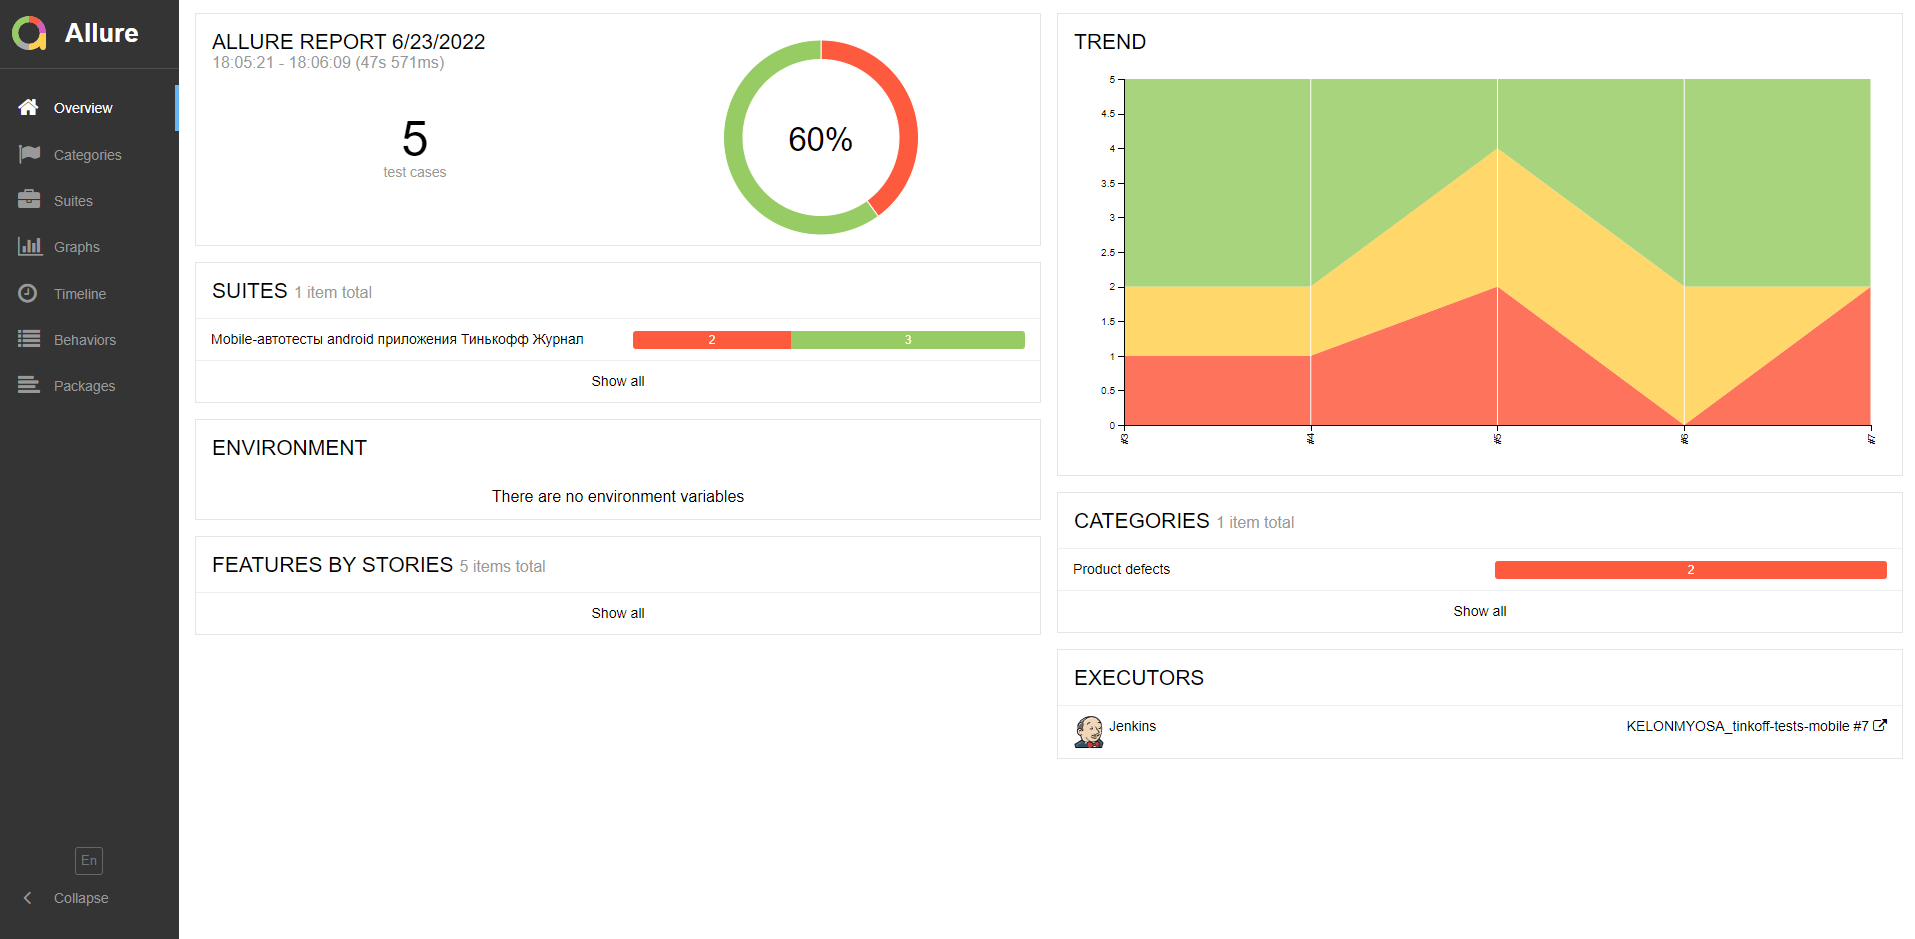 Allure
Overview
Categories
Suites
Graphs
Timeline
Behaviors
Packages
En
Collapse
ALLURE REPORT 6/23/2022
18:05:21 - 18:06:09 (47s 571ms)
5
test cases
60%
SUITES 1 item total
Mobile-автотесты android приложения Тинькофф Журнал 2 3
Show all
ENVIRONMENT
There are no environment variables
FEATURES BY STORIES 5 items total
Show all
TREND
5
4.5
4
3.5
3
2.5
2
1.5
1
0.5
0
#3 #4 #5 #6 #7
CATEGORIES 1 item total
Product defects 2
Show all
EXECUTORS
Jenkins KELONMYOSA_tinkoff-tests-mobile #7